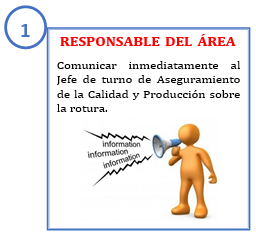 1
RESPONSABLE DEL ÁREA
Comunicar inmediatamente al
Jefe de turno de Aseguramiento
de la Calidad y Producción sobre
la rotura.
information
information
information